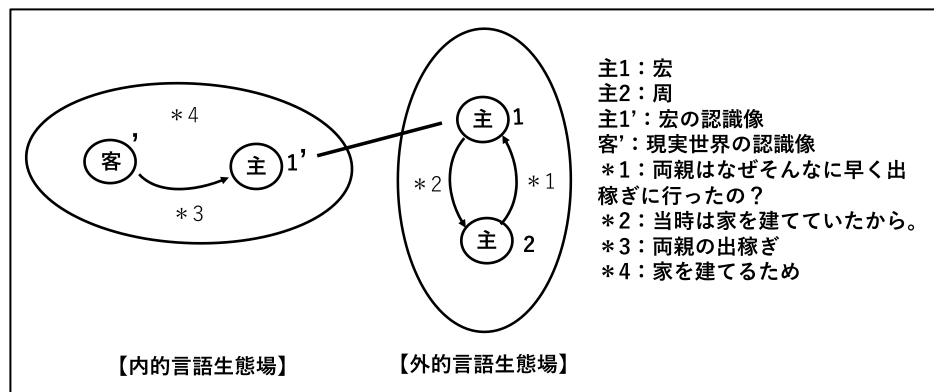 ＊4
客’
主1’
＊3
主1
＊2
＊1
主2
主1：宏
主2：周
主1’：宏の認識像
客’：現実世界の認識像
＊1：両親はなぜそんなに早く出
稼ぎに行ったの？
＊2：当時は家を建てていたから。
＊3：両親の出稼ぎ
＊4：家を建てるため
【内的言語生態場】
【外的言語生態場】